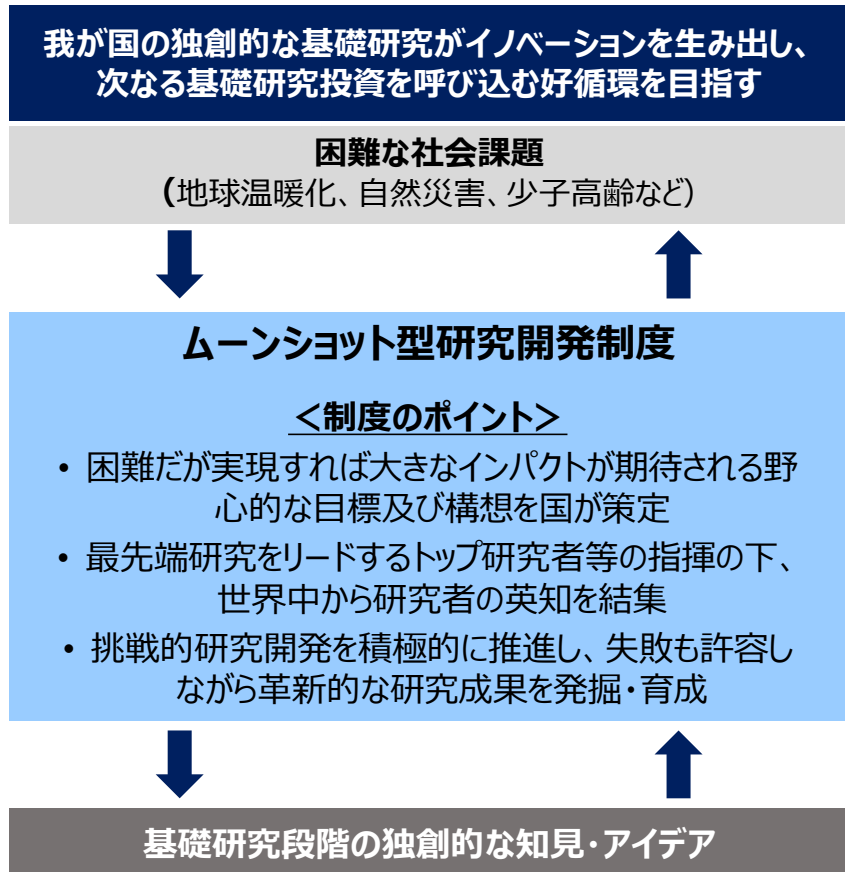 我が国の独創的な基礎研究がイノベーションを生み出し、
次なる基礎研究投資を呼び込む好循環を目指す
困難な社会課題
(地球温暖化、自然災害、少子高齢など)
ムーンショット型研究開発制度
＜制度のポイント＞
• 困難だが実現すれば大きなインパクトが期待される野
心的な目標及び構想を国が策定
• 最先端研究をリードするトップ研究者等の指揮の下、
世界中から研究者の英知を結集
• 挑戦的研究開発を積極的に推進し、失敗も許容し
ながら革新的な研究成果を発掘・育成
基礎研究段階の独創的な知見・アイデア